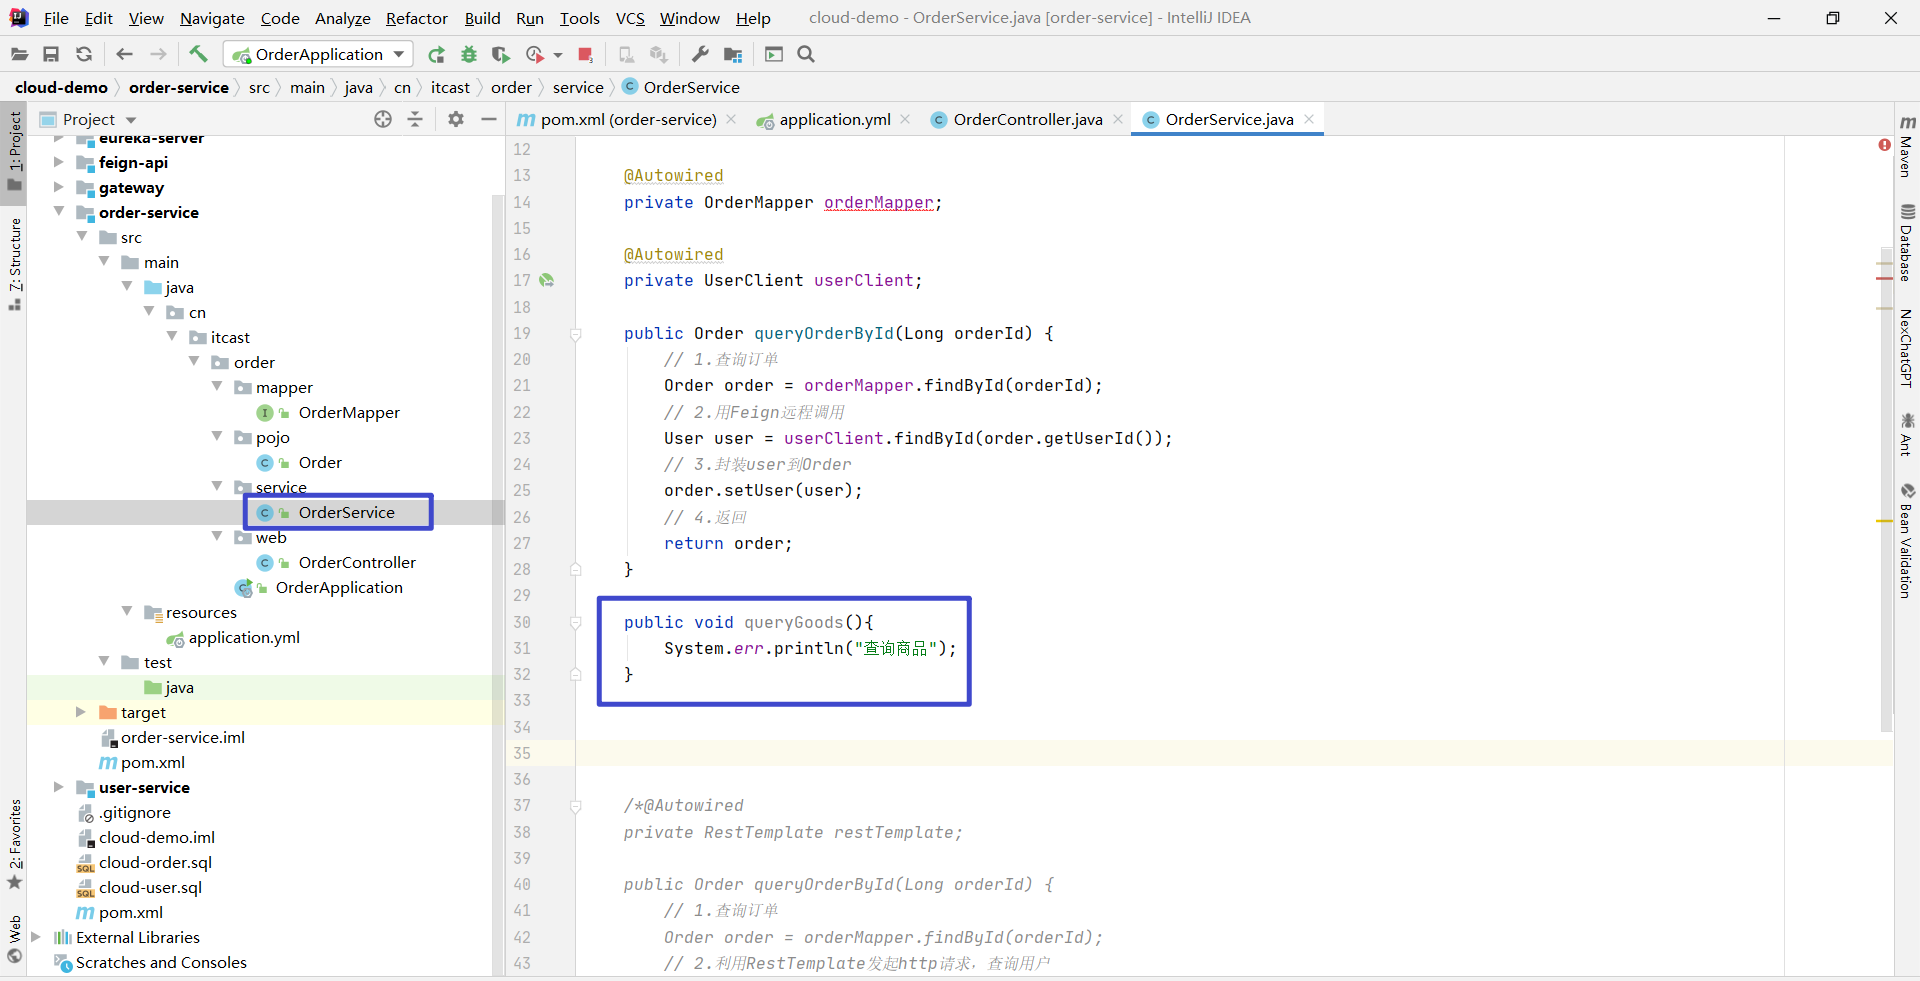 File Edit View Navigate Code Analyze Refactor Build Run Tools VCS Window Help cloud-demo - OrderService.java [order-service] - IntelliJ IDEA
OrderApplication
cloud-demo order-service src main java cn itcast order service OrderService
Project
pom.xml (order-service) application.yml OrderController.java OrderService.java
1: Project
7: Structure
2: Favorites
Web
eureka-server
feign-api
gateway
order-service
src
main
java
cn
itcast
order
mapper
OrderMapper
pojo
Order
service
OrderService
web
OrderController
OrderApplication
resources
application.yml
test
java
target
order-service.iml
pom.xml
user-service
.gitignore
cloud-demo.iml
cloud-order.sql
cloud-user.sql
pom.xml
External Libraries
Scratches and Consoles
12
13 @Autowired
14 private OrderMapper orderMapper;
15
16 @Autowired
17 private UserClient userClient;
18
19 public Order queryOrderById(Long orderId) {
20 // 1.查询订单
21 Order order = orderMapper.findById(orderId);
22 // 2.用Feign远程调用
23 User user = userClient.findById(order.getUserId());
24 // 3.封装user到Order
25 order.setUser(user);
26 // 4.返回
27 return order;
28 }
29
30 public void queryGoods(){
31 System.err.println("查询商品");
32 }
33
34
35
36
37 /*@Autowired
38 private RestTemplate restTemplate;
39
40 public Order queryOrderById(Long orderId) {
41 // 1.查询订单
42 Order order = orderMapper.findById(orderId);
43 // 2.利用RestTemplate发起http请求，查询用户
Maven
Database
NexChatGPT
Ant
Bean Validation